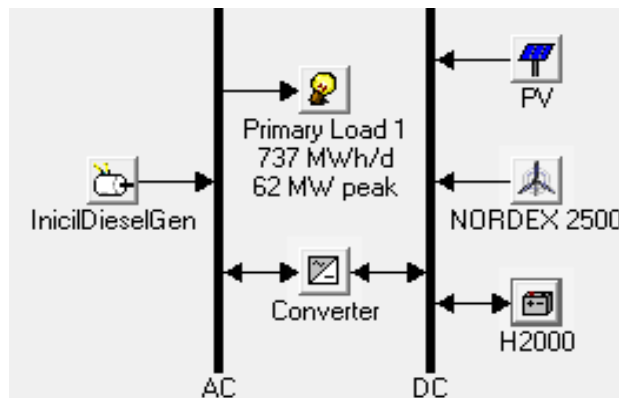 PV
Primary Load 1
737 MWh/d
62 MW peak
InicilDieselGen
NORDEX 2500
Converter
H2000
AC
DC